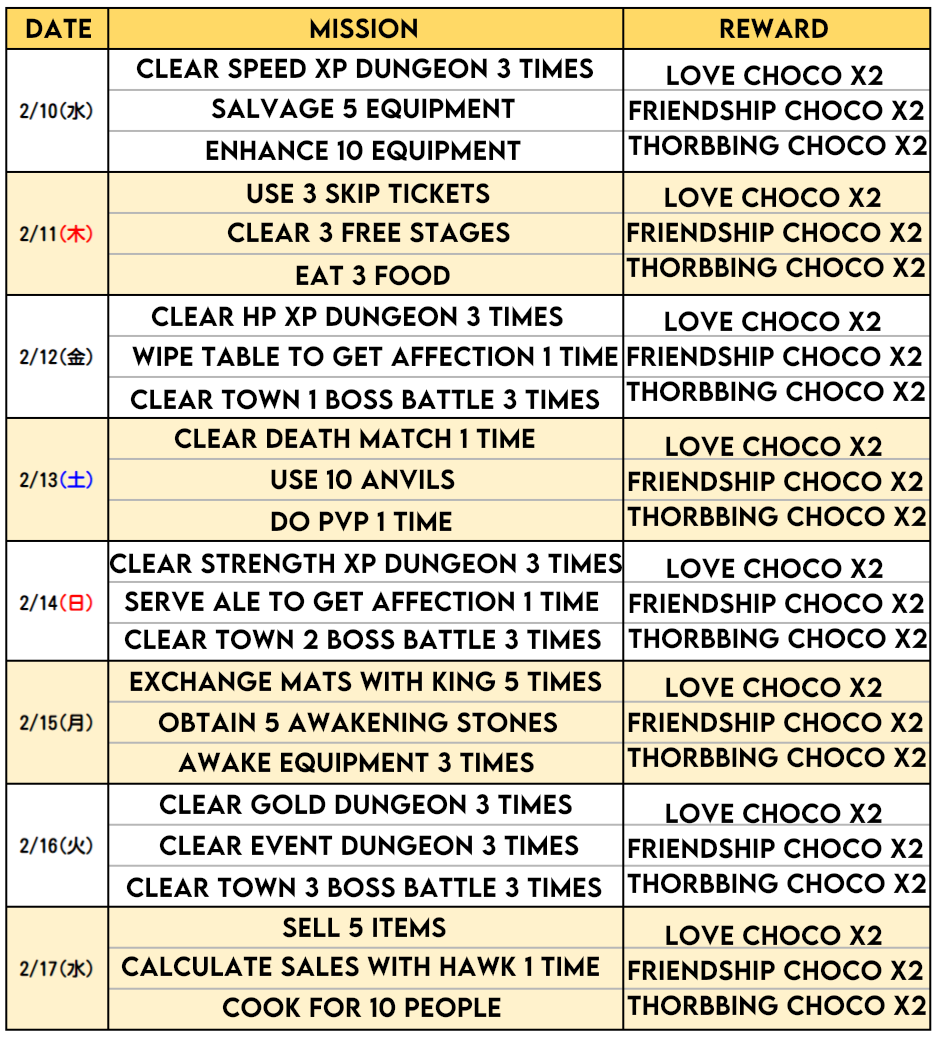 DATE MISSION REWARD
CLEAR SPEED XP DUNGEON 3 TIMES LOVE CHOCO X2
2/10(水) SALVAGE 5 EQUIPMENT FRIENDSHIP CHOCO X2
ENHANCE 10 EQUIPMENT THORBBING CHOCO X2
USE 3 SKIP TICKETS LOVE CHOCO X2
2/11(木) CLEAR 3 FREE STAGES FRIENDSHIP CHOCO X2
EAT 3 FOOD THORBBING CHOCO X2
CLEAR HP XP DUNGEON 3 TIMES LOVE CHOCO X2
2/12(金) WIPE TABLE TO GET AFFECTION 1 TIME FRIENDSHIP CHOCO X2
CLEAR TOWN 1 BOSS BATTLE 3 TIMES THORBBING CHOCO X2
CLEAR DEATH MATCH 1 TIME LOVE CHOCO X2
2/13(土) USE 10 ANVILS FRIENDSHIP CHOCO X2
DO PVP 1 TIME THORBBING CHOCO X2
CLEAR STRENGTH XP DUNGEON 3 TIMES LOVE CHOCO X2
2/14(日) SERVE ALE TO GET AFFECTION 1 TIME FRIENDSHIP CHOCO X2
CLEAR TOWN 2 BOSS BATTLE 3 TIMES THORBBING CHOCO X2
EXCHANGE MATS WITH KING 5 TIMES LOVE CHOCO X2
2/15(月) OBTAIN 5 AWAKENING STONES FRIENDSHIP CHOCO X2
AWAKE EQUIPMENT 3 TIMES THORBBING CHOCO X2
CLEAR GOLD DUNGEON 3 TIMES LOVE CHOCO X2
2/16(火) CLEAR EVENT DUNGEON 3 TIMES FRIENDSHIP CHOCO X2
CLEAR TOWN 3 BOSS BATTLE 3 TIMES THORBBING CHOCO X2
SELL 5 ITEMS LOVE CHOCO X2
2/17(水) CALCULATE SALES WITH HAWK 1 TIME FRIENDSHIP CHOCO X2
COOK FOR 10 PEOPLE THORBBING CHOCO X2